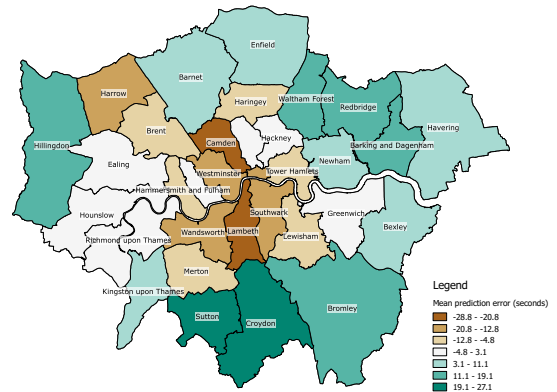 Enfield
Barnet
Harrow
Haringey
Waltham Forest
Redbridge
Havering
Brent
Camden
Hackney
Hillingdon
Barking and Dagenham
Ealing
Newham
Westminster
Tower Hamlets
Hammersmith and Fulham
Hounslow
Southwark
Greenwich
Richmond upon Thames
Wandsworth
Lambeth
Lewisham
Bexley
Merton
Kingston upon Thames
Bromley
Sutton
Croydon
Legend
Mean prediction error (seconds)
-28.8 - -20.8
-20.8 - -12.8
-12.8 - -4.8
-4.8 - 3.1
3.1 - 11.1
11.1 - 19.1
19.1 - 27.1